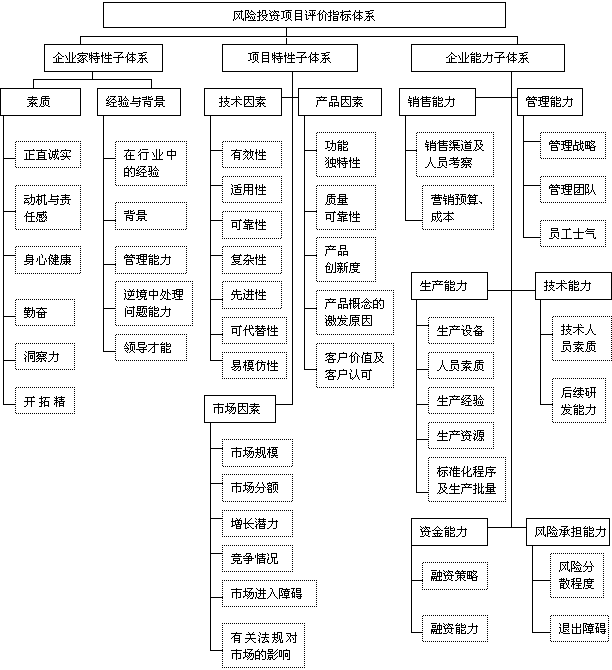 风险投资项目评价指标体系
企业家特性子体系
项目特性子体系
企业能力子体系
素质
经验与背景
技术因素
产品因素
销售能力
管理能力
正直诚实
动机与责
任感
身心健康
勤奋
洞察力
开拓精
在行业中
的经验
背景
管理能力
逆境中处理
问题能力
领导才能
有效性
适用性
可靠性
复杂性
先进性
可代替性
易模仿性
功能
独特性
质量
可靠性
产品
创新度
产品概念的
激发原因
客户价值及
客户认可
市场因素
市场规模
市场分额
增长潜力
竞争情况
市场进入障碍
有关法规对
市场的影响
销售渠道及
人员考察
营销预算、
成本
管理战略
管理团队
员工士气
生产能力
技术能力
生产设备
人员素质
生产经验
生产资源
标准化程序
及生产批量
技术人
员素质
后续研
发能力
资金能力
风险承担能力
融资策略
融资能力
风险分
散程度
退出障碍